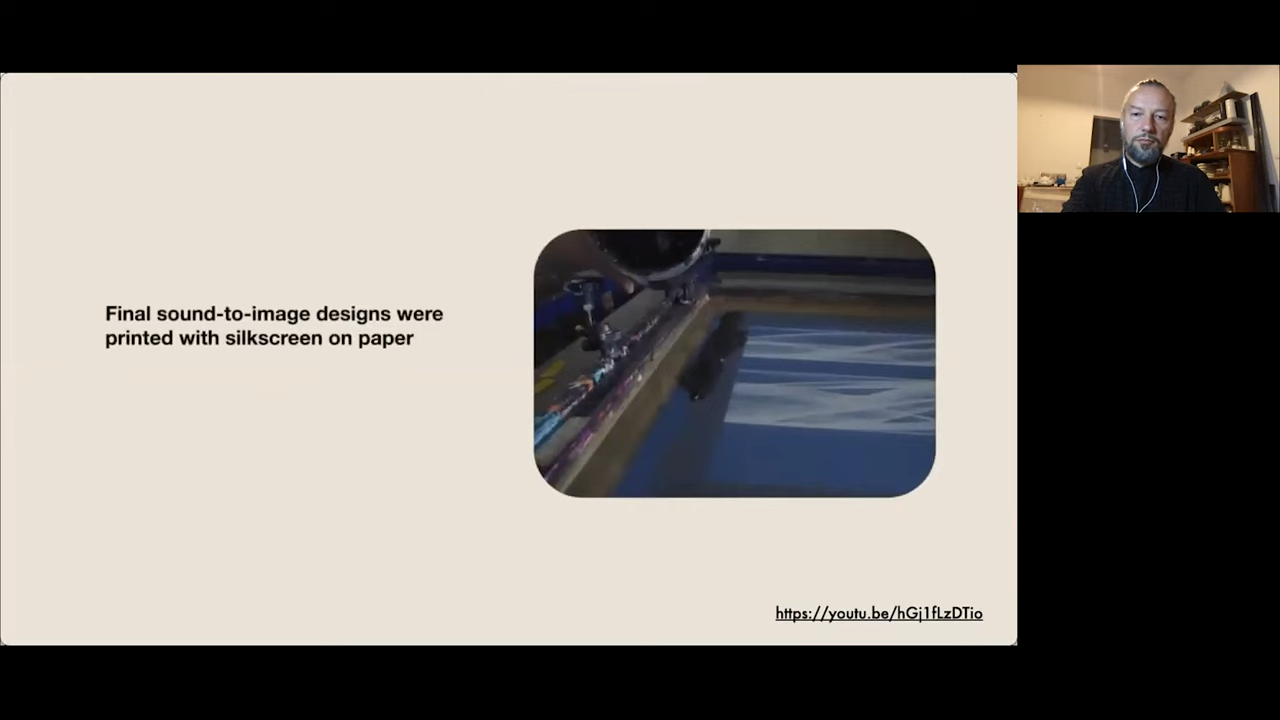 Final sound-to-image designs were
printed with silkscreen on paper
https://youtu.be/hGj1fLzDTio